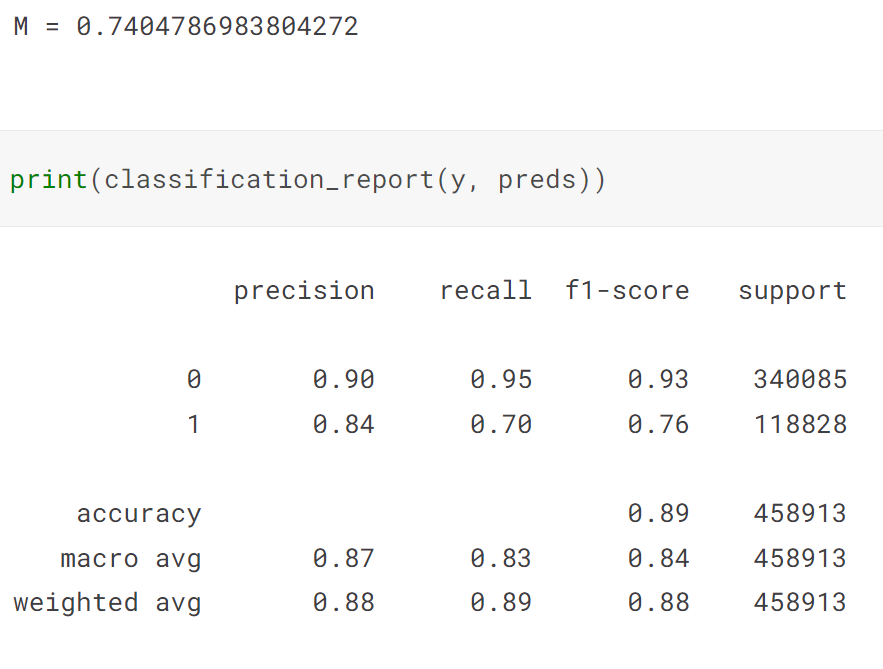 M = 0.7404786983804272
print(classification_report(y, preds))
precision recall f1-score support
0 0.90 0.95 0.93 340085
1 0.84 0.70 0.76 118828
accuracy 0.89 458913
macro avg 0.87 0.83 0.84 458913
weighted avg 0.88 0.89 0.88 458913